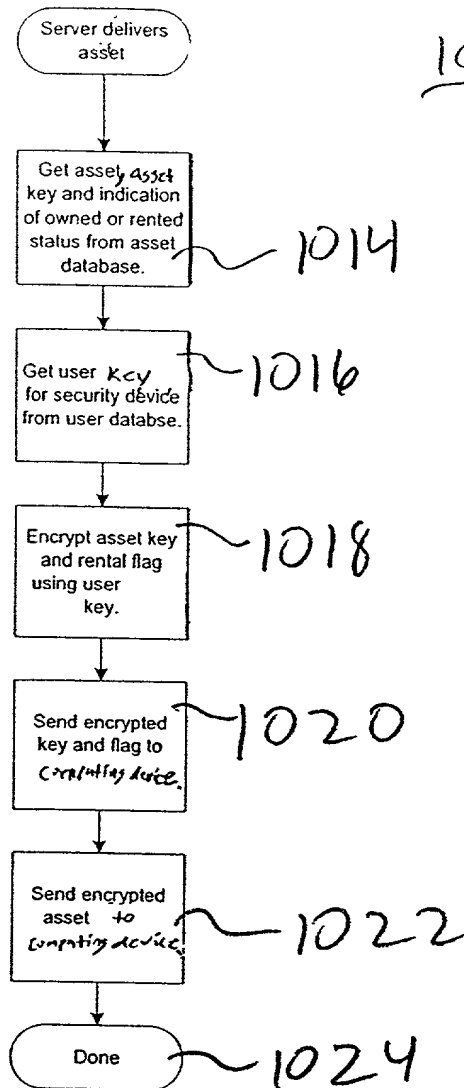 Server delivers
asset
Get asset, asset
key and indication
of owned or rented
status from asset
database.
1014
Get user key
for security device
from user databse.
1016
Encrypt asset key
and rental flag
using user
key.
1018
Send encrypted
key and flag to
computing device.
1020
Send encrypted
asset to
computing device.
1022
Done
1024